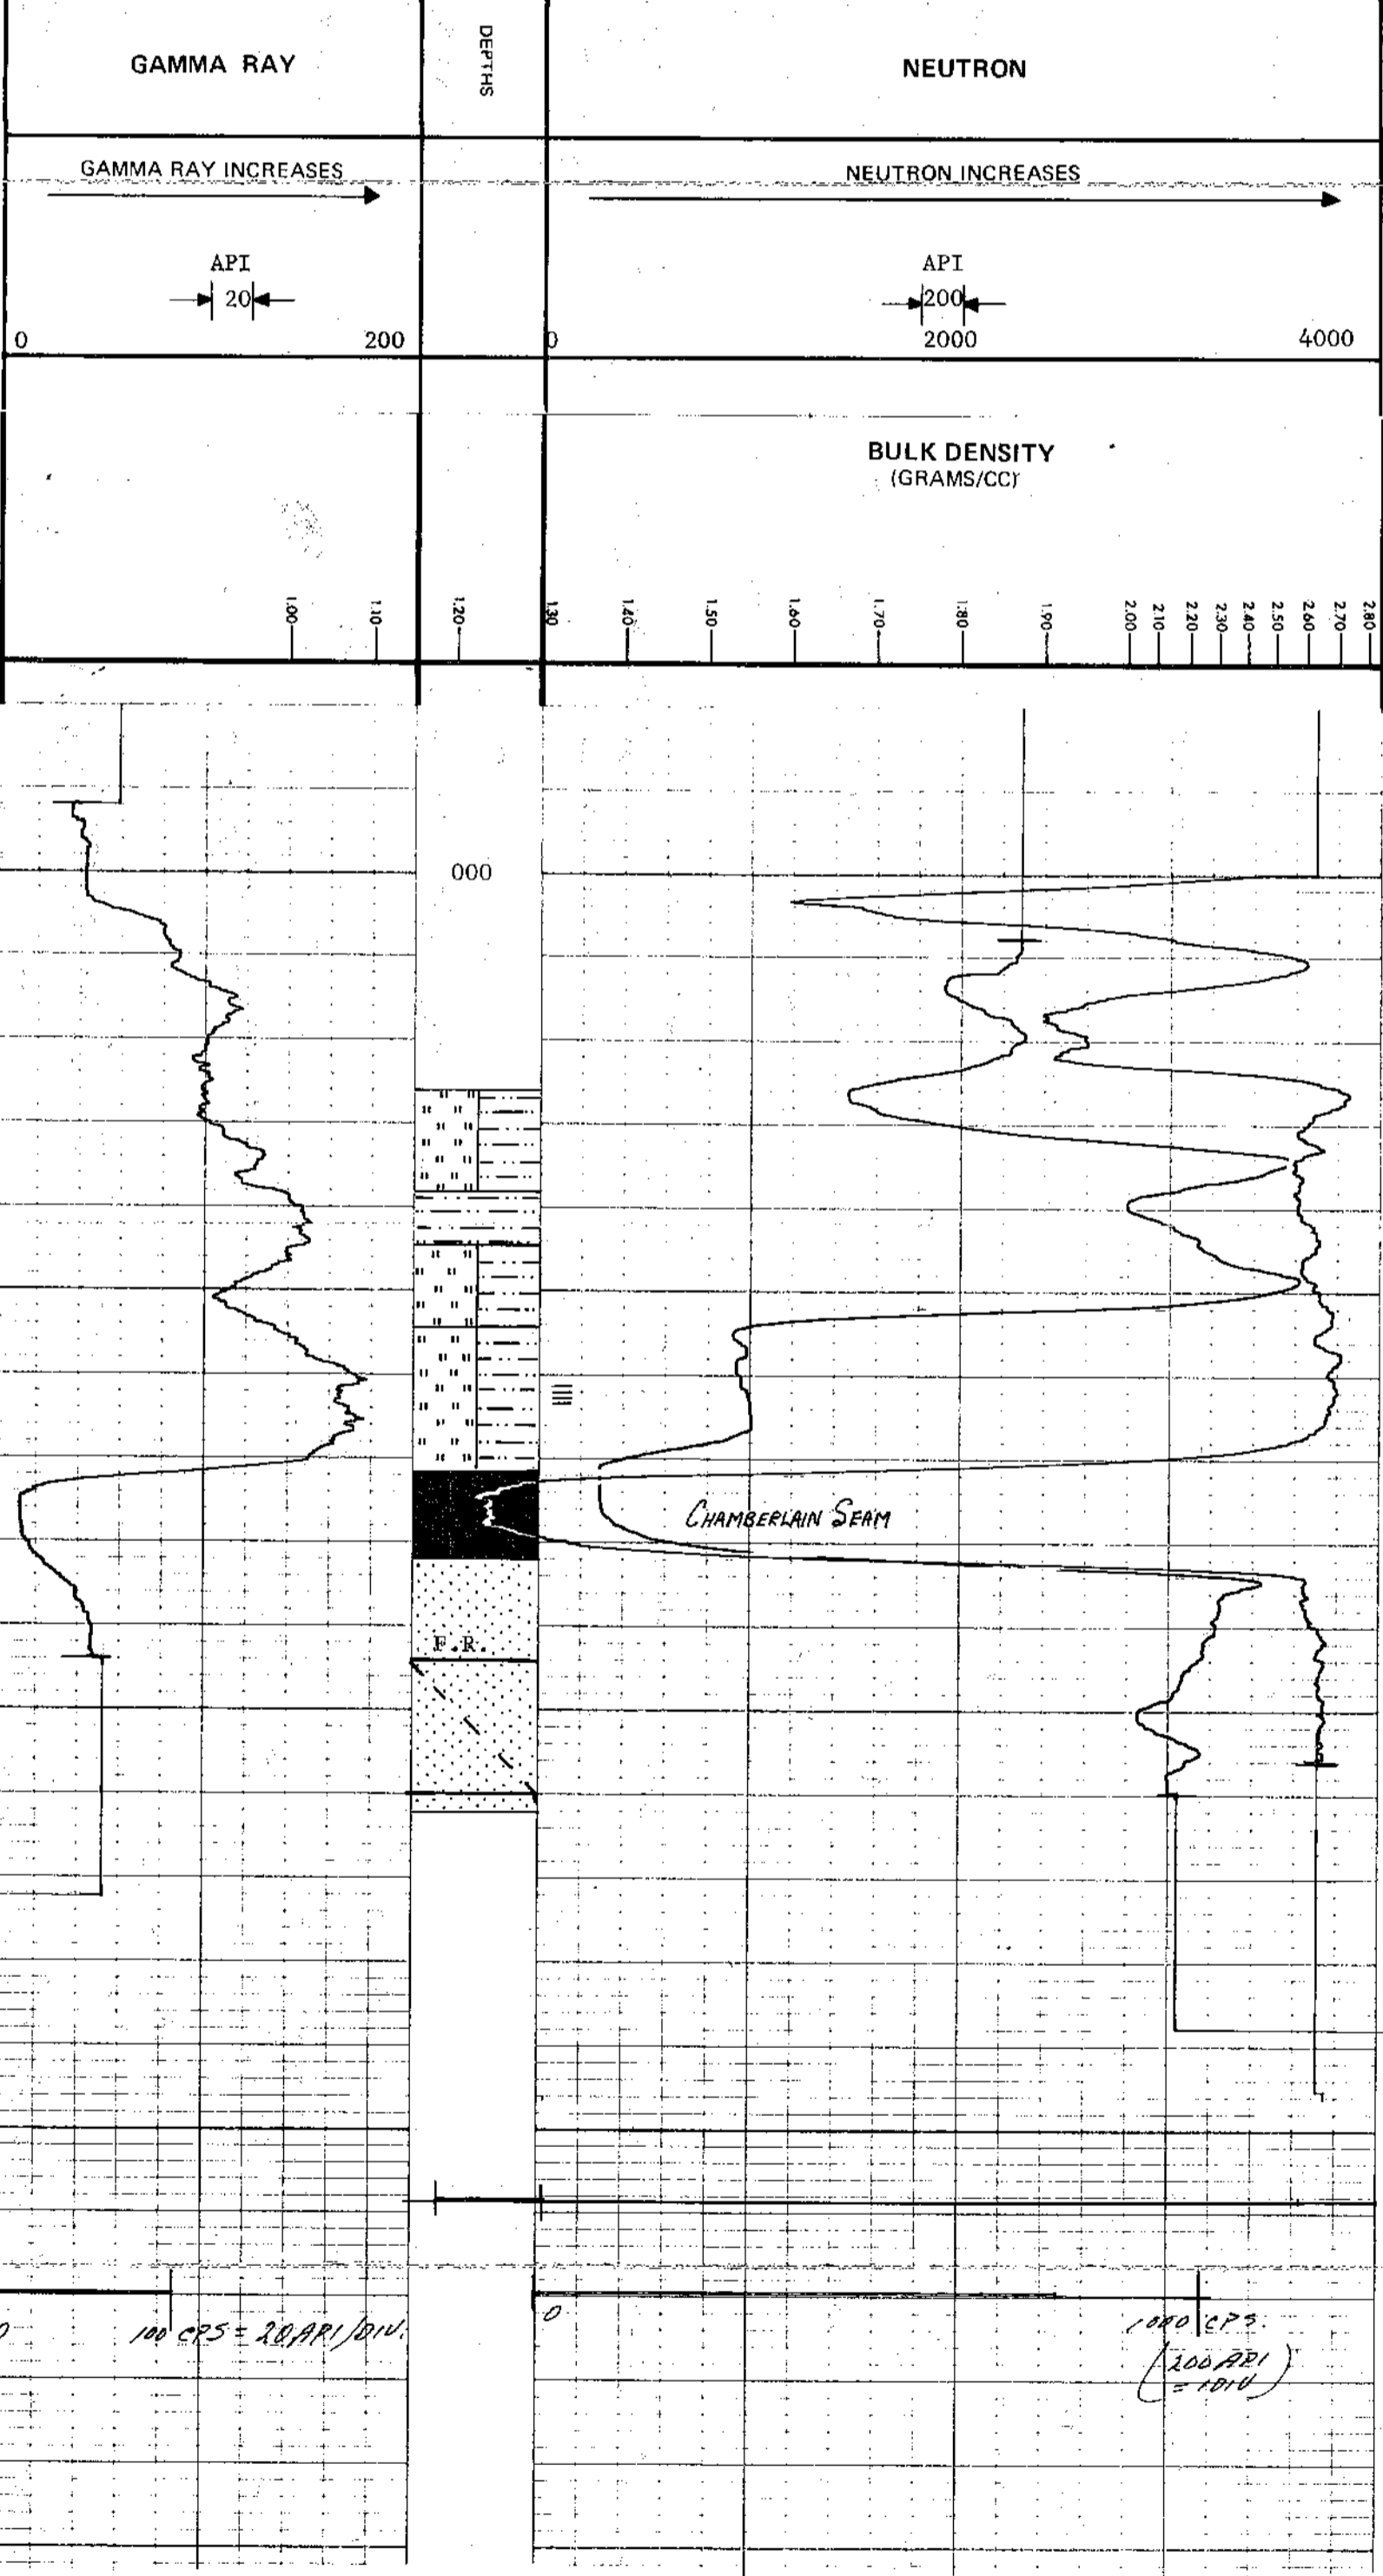 GAMMA RAY
DEPTHS
NEUTRON
GAMMA RAY INCREASES
NEUTRON INCREASES
API
20
API
200
0 200
0 2000 4000
BULK DENSITY
(GRAMS/CC)
1.00 1.10 1.20 1.30 1.40 1.50 1.60 1.70 1.80 1.90 2.00 2.10 2.20 2.30 2.40 2.50 2.60 2.70 2.80
000
CHAMBERLAIN SEAM
F.R.
0 100 CPS = 20 API/DIV.
0 1000 CPS.
(200 API
= 1 DIV)